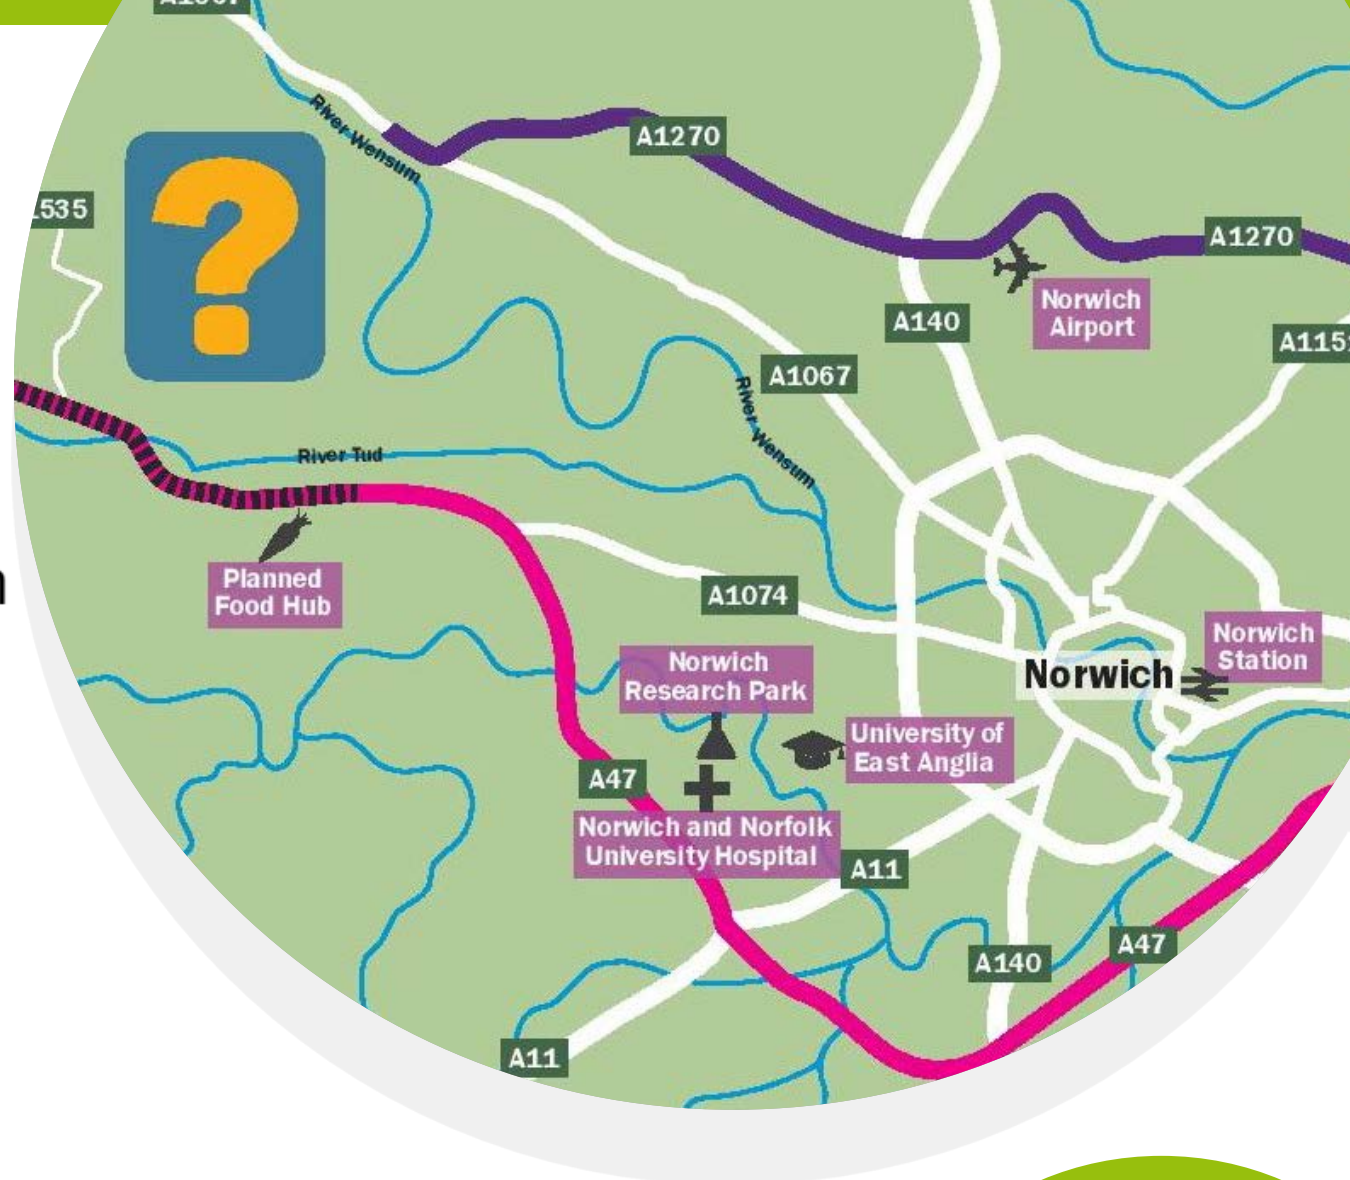 River Wensum
A1270
?
A1270
Norwich
Airport
A140
A1067
River Wensum
River Tud
Planned
Food Hub
A1074
Norwich
Research Park
Norwich
Norwich
Station
University of
East Anglia
A47
Norwich and Norfolk
University Hospital
A11
A140
A47
A11